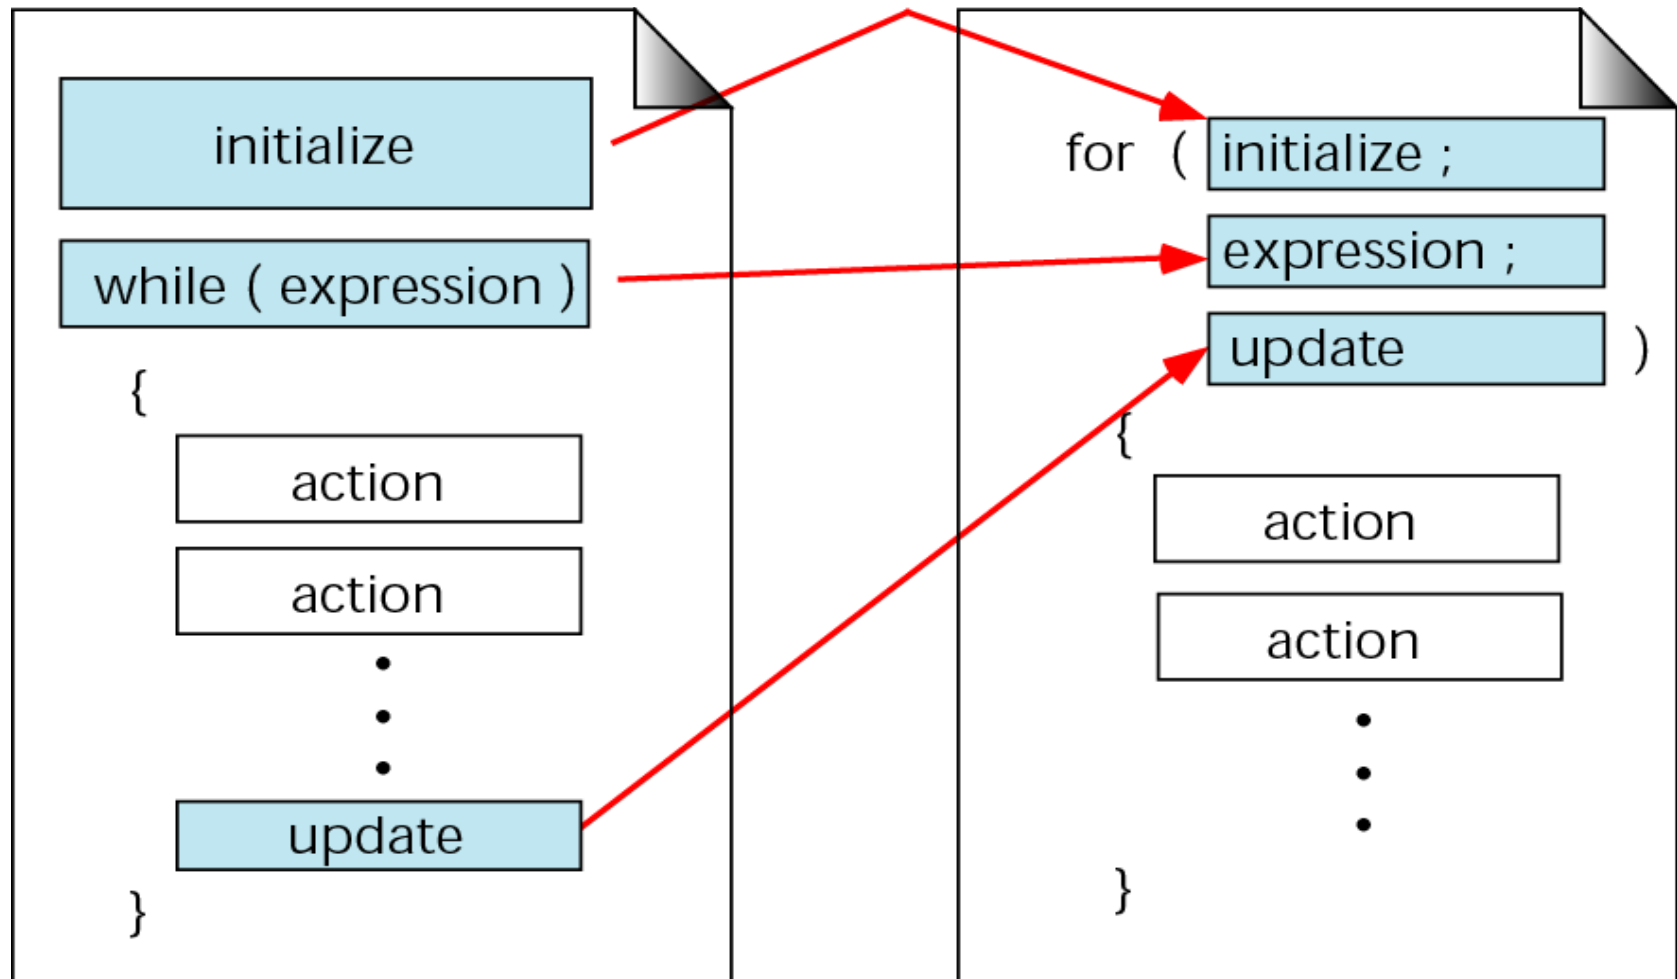 initialize
while ( expression )
{
action
action
update
}
for ( initialize ;
expression ;
update )
{
action
action
}